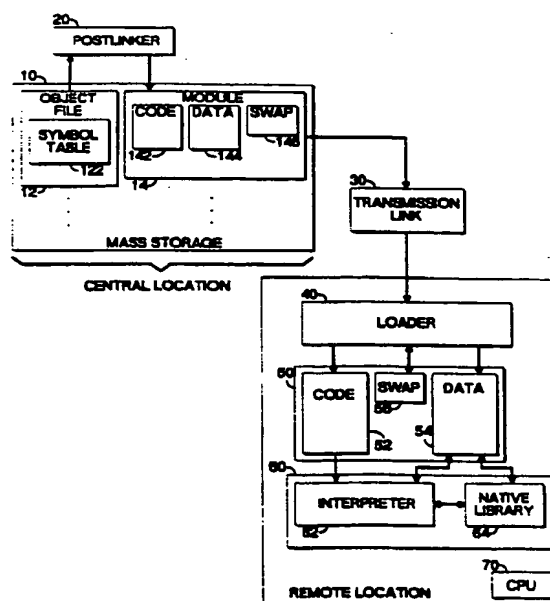 20
POSTLINKER
10
OBJECT
FILE
SYMBOL
TABLE
122
12
MODULE
CODE
142
DATA
144
SWAP
146
14
MASS STORAGE
CENTRAL LOCATION
30
TRANSMISSION
LINK
40
LOADER
50
CODE
52
SWAP
56
DATA
54
60
INTERPRETER
62
NATIVE
LIBRARY
64
70
CPU
REMOTE LOCATION